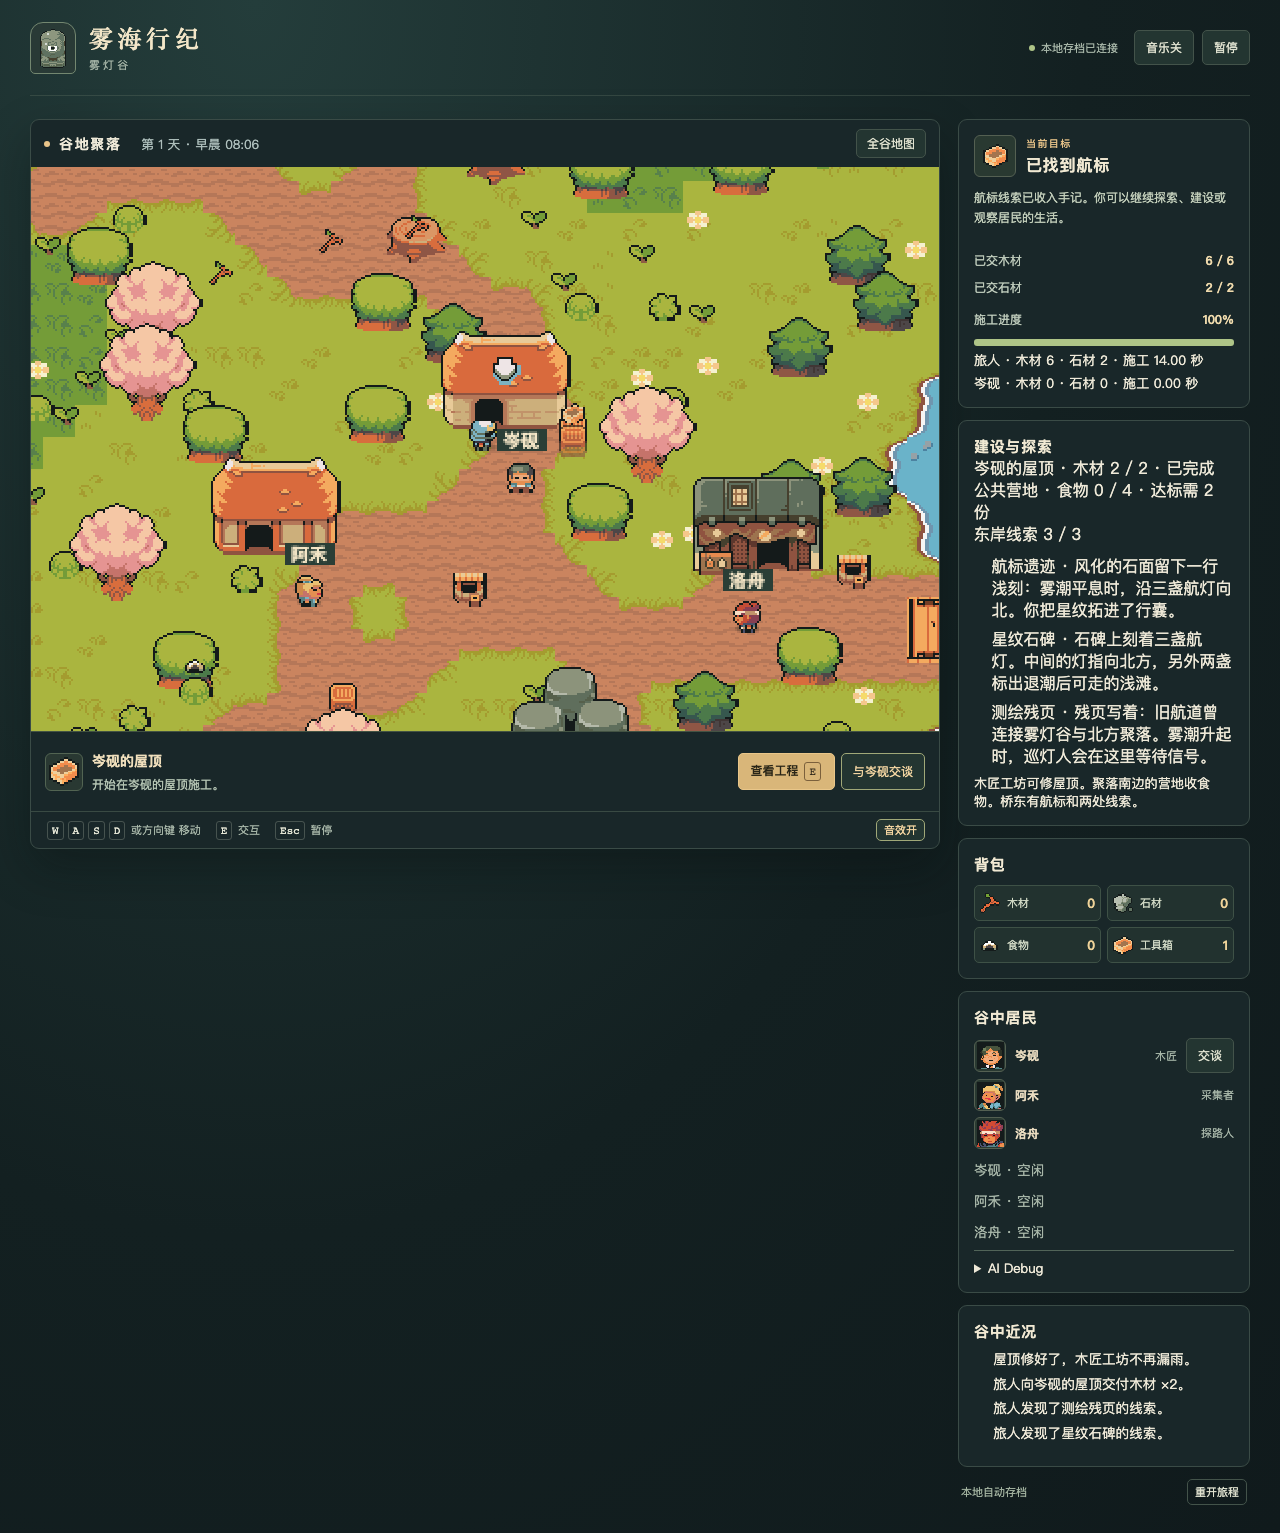 雾海行纪
雾灯谷
本地存档已连接
音乐关
暂停
谷地聚落
第 1 天 · 早晨 08:06
全谷地图
岑砚
阿禾
洛舟
岑砚的屋顶
开始在岑砚的屋顶施工。
查看工程 E
与岑砚交谈
W A S D 或方向键 移动 E 交互 Esc 暂停
音效开
当前目标
已找到航标
航标线索已收入手记。你可以继续探索、建设或
观察居民的生活。
已交木材 6 / 6
已交石材 2 / 2
施工进度 100%
旅人 · 木材 6 · 石材 2 · 施工 14.00 秒
岑砚 · 木材 0 · 石材 0 · 施工 0.00 秒
建设与探索
岑砚的屋顶 · 木材 2 / 2 · 已完成
公共营地 · 食物 0 / 4 · 达标需 2
份
东岸线索 3 / 3
航标遗迹 · 风化的石面留下一行
浅刻：雾潮平息时，沿三盏航灯向
北。你把星纹拓进了行囊。
星纹石碑 · 石碑上刻着三盏航
灯。中间的灯指向北方，另外两盏
标出退潮后可走的浅滩。
测绘残页 · 残页写着：旧航道曾
连接雾灯谷与北方聚落。雾潮升起
时，巡灯人会在这里等待信号。
木匠工坊可修屋顶。聚落南边的营地收食
物。桥东有航标和两处线索。
背包
木材 0
石材 0
食物 0
工具箱 1
谷中居民
岑砚 木匠 交谈
阿禾 采集者
洛舟 探路人
岑砚 · 空闲
阿禾 · 空闲
洛舟 · 空闲
AI Debug
谷中近况
屋顶修好了，木匠工坊不再漏雨。
旅人向岑砚的屋顶交付木材 ×2。
旅人发现了测绘残页的线索。
旅人发现了星纹石碑的线索。
本地自动存档
重开旅程